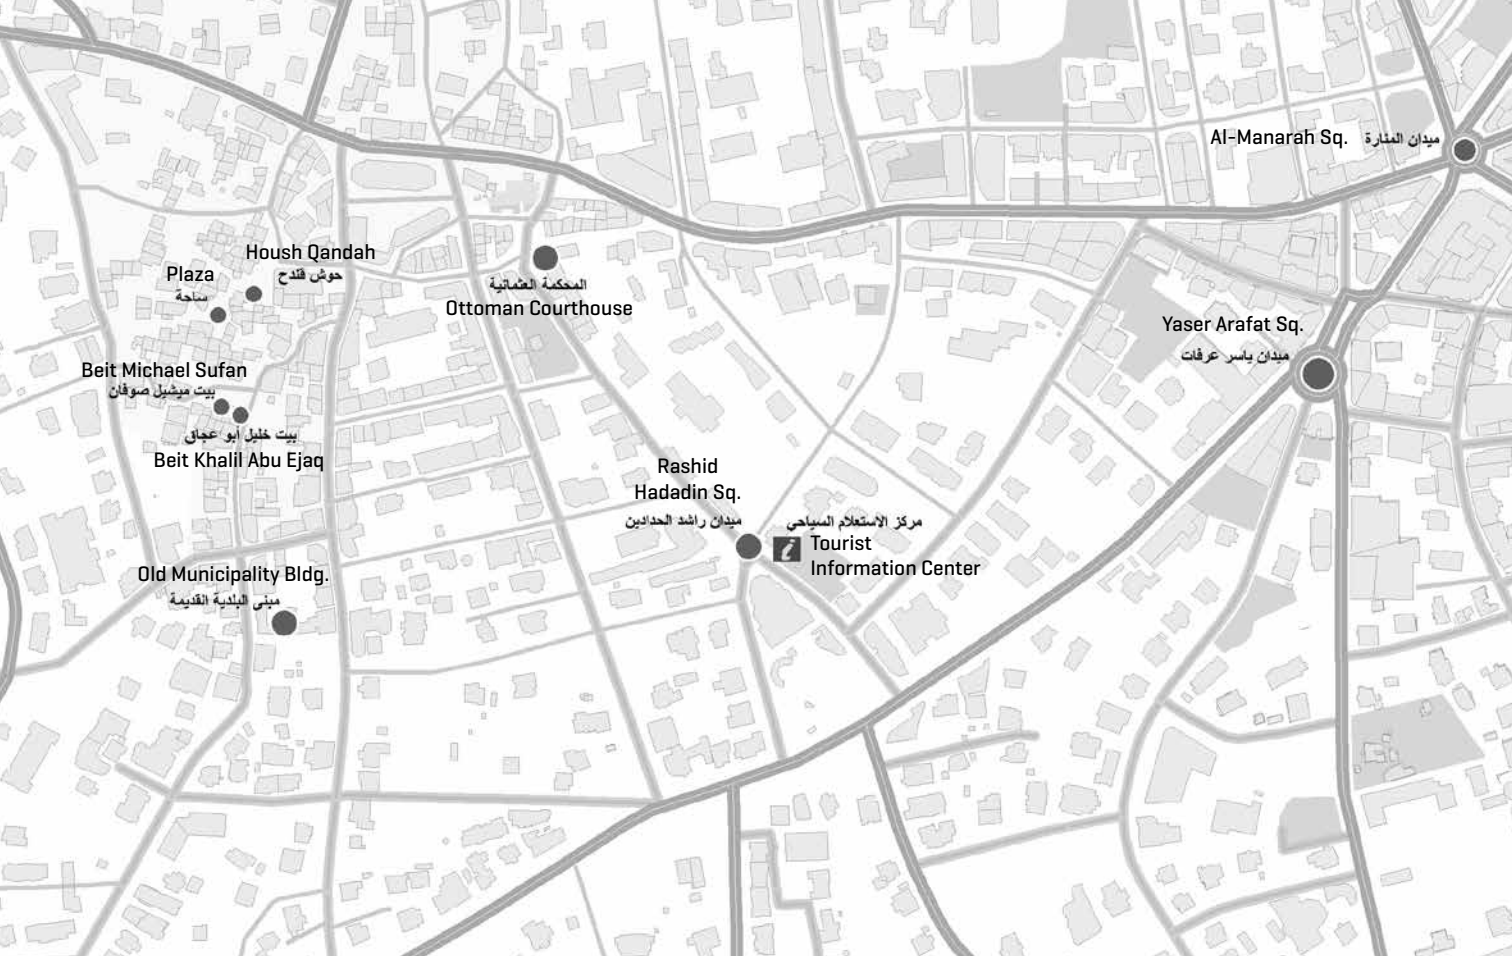 Al-Manarah Sq.
ميدان المنارة
Housh Qandah
حوش قندح
Plaza
ساحة
المحكمة العثمانية
Ottoman Courthouse
Yaser Arafat Sq.
ميدان ياسر عرفات
Beit Michael Sufan
بيت ميشيل صوفان
بيت خليل أبو عجاق
Beit Khalil Abu Ejaq
Rashid
Hadadin Sq.
ميدان راشد الحدادين
مركز الاستعلام السياحي
i
Tourist
Information Center
Old Municipality Bldg.
مبنى البلدية القديمة